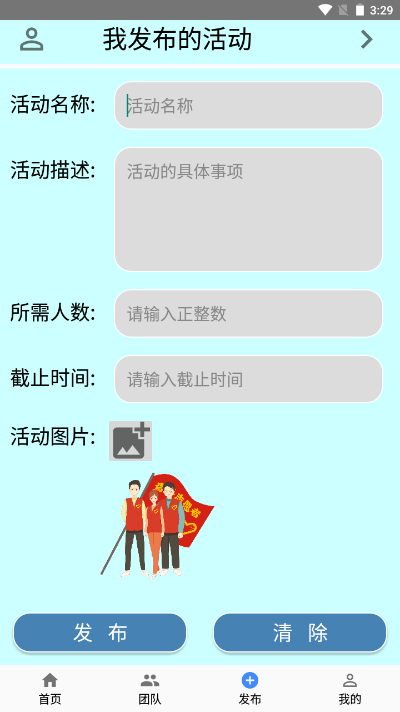 3:29
我发布的活动
活动名称: 活动名称
活动描述: 活动的具体事项
所需人数: 请输入正整数
截止时间: 请输入截止时间
活动图片:
志愿者
发 布 清 除
首页 团队 发布 我的